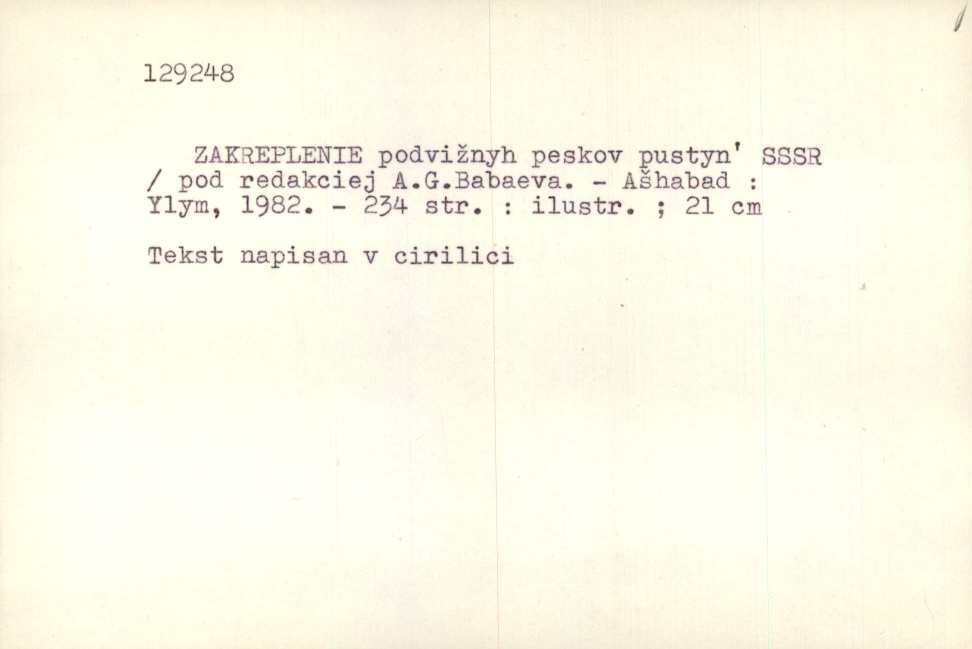 129248
ZAKREPLENIE podvižnyh peskov pustyn' SSSR
/ pod redakciej A.G.Babaeva. - Ašhabad :
Ylym, 1982. - 234 str. : ilustr. ; 21 cm
Tekst napisan v cirilici